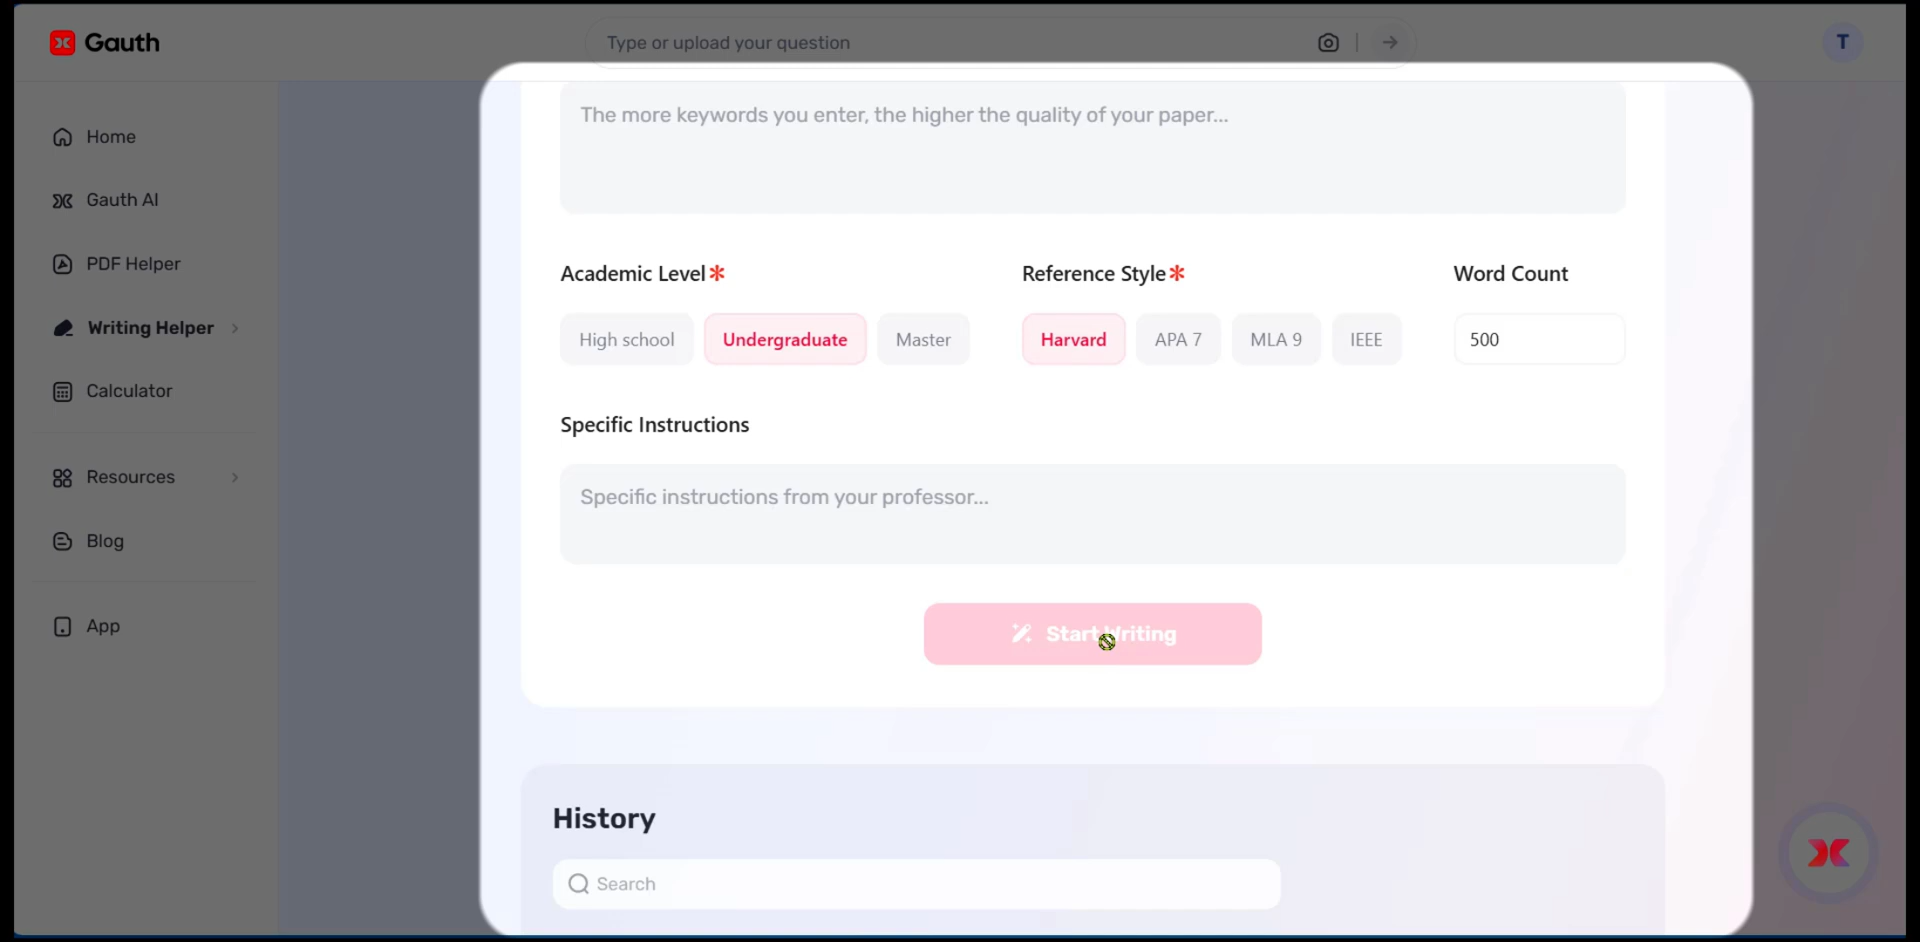 Gauth
Type or upload your question
T
Home
Gauth AI
PDF Helper
Writing Helper
Calculator
Resources
Blog
App
The more keywords you enter, the higher the quality of your paper...
Academic Level*
Reference Style*
Word Count
High school
Undergraduate
Master
Harvard
APA 7
MLA 9
IEEE
500
Specific Instructions
Specific instructions from your professor...
Start Writing
History
Search